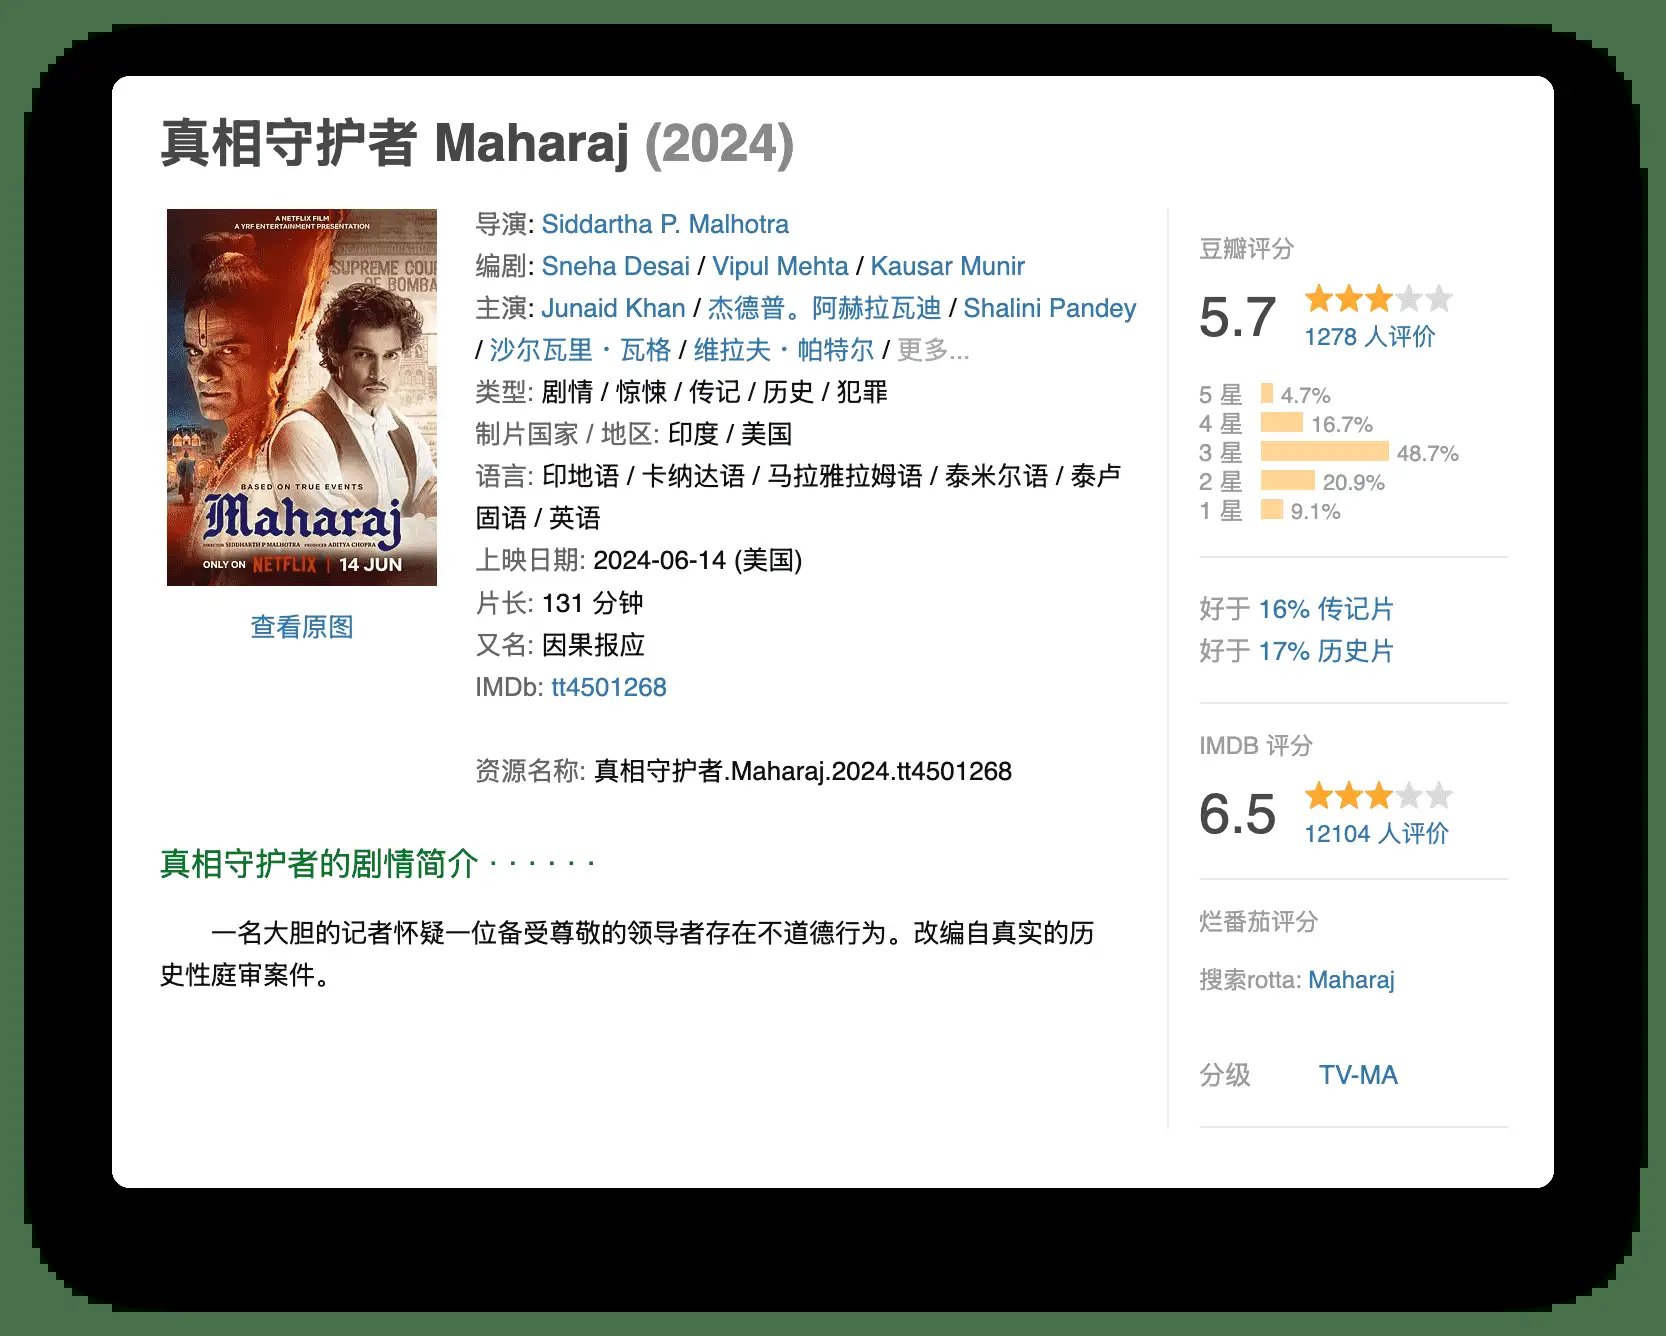 真相守护者 Maharaj (2024)
A NETFLIX FILM
A YRF ENTERTAINMENT PRESENTATION
SUPREME COU
OF BOMBA
BASED ON TRUE EVENTS
Maharaj
DIRECTOR SIDDHARTH P MALHOTRA PRODUCER ADITYA CHOPRA
ONLY ON NETFLIX | 14 JUN
查看原图
导演: Siddartha P. Malhotra
编剧: Sneha Desai / Vipul Mehta / Kausar Munir
主演: Junaid Khan / 杰德普。阿赫拉瓦迪 / Shalini Pandey
/ 沙尔瓦里·瓦格 / 维拉夫·帕特尔 / 更多...
类型: 剧情 / 惊悚 / 传记 / 历史 / 犯罪
制片国家 / 地区: 印度 / 美国
语言: 印地语 / 卡纳达语 / 马拉雅拉姆语 / 泰米尔语 / 泰卢
固语 / 英语
上映日期: 2024-06-14 (美国)
片长: 131 分钟
又名: 因果报应
IMDb: tt4501268
资源名称: 真相守护者.Maharaj.2024.tt4501268
豆瓣评分
5.7
1278 人评价
5 星 4.7%
4 星 16.7%
3 星 48.7%
2 星 20.9%
1 星 9.1%
好于 16% 传记片
好于 17% 历史片
IMDB 评分
6.5
12104 人评价
烂番茄评分
搜索rotta: Maharaj
分级 TV-MA
真相守护者的剧情简介 · · · · · ·
一名大胆的记者怀疑一位备受尊敬的领导者存在不道德行为。改编自真实的历
史性庭审案件。